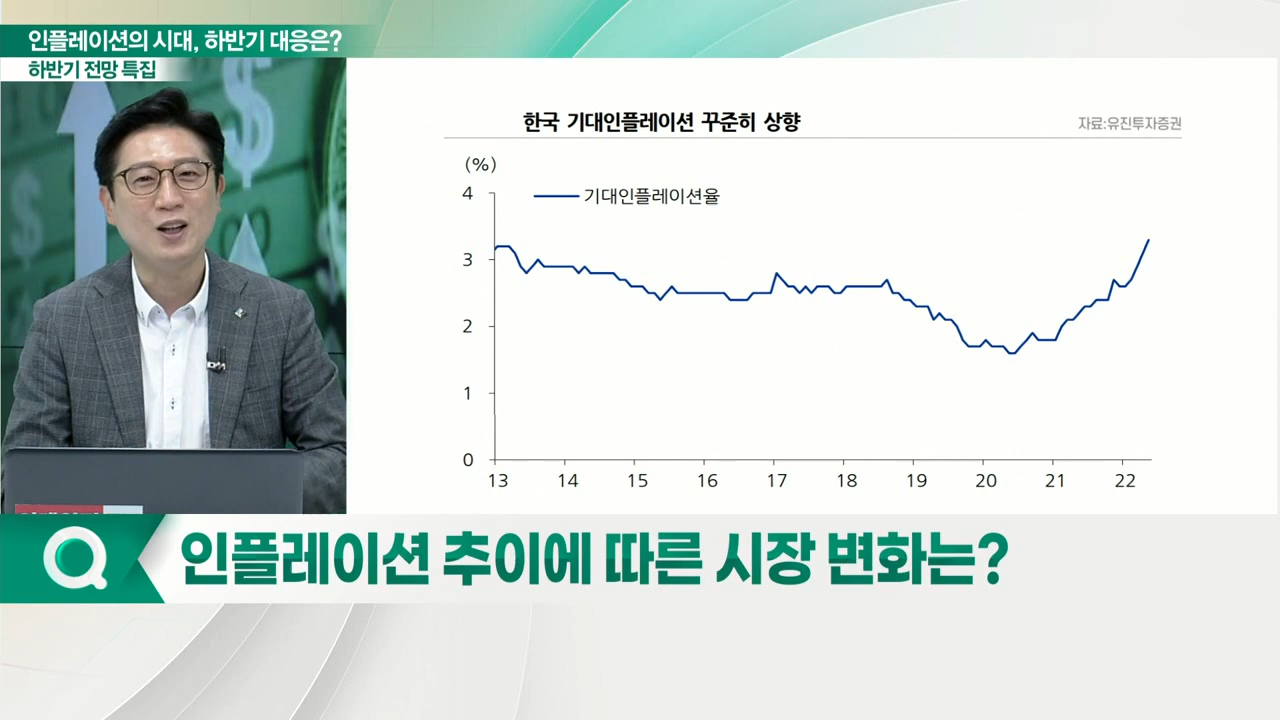 인플레이션의 시대, 하반기 대응은?
하반기 전망 특집
한국 기대인플레이션 꾸준히 상향
자료:유진투자증권
(%)
기대인플레이션율
4
3
2
1
0
13 14 15 16 17 18 19 20 21 22
인플레이션 추이에 따른 시장 변화는?